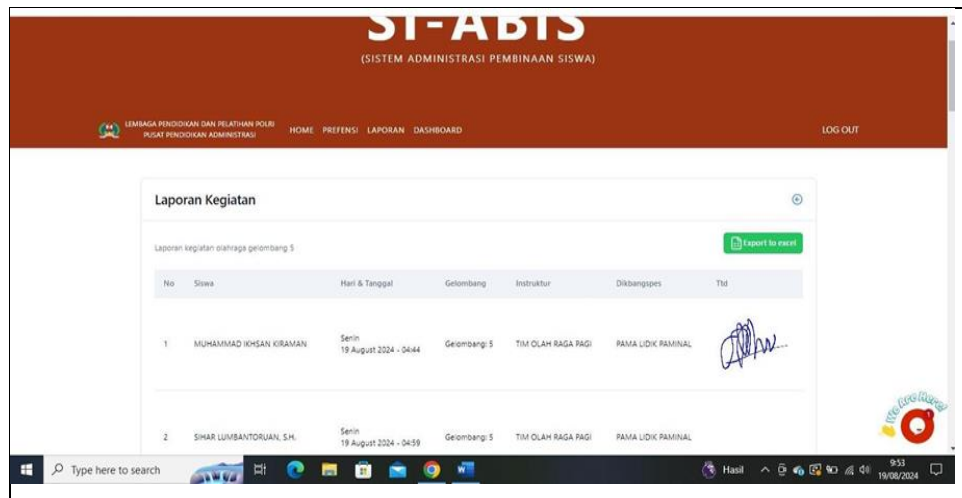 SI-ABIS
(SISTEM ADMINISTRASI PEMBINAAN SISWA)
LEMBAGA PENDIDIKAN DAN PELATIHAN POLRI
PUSAT PENDIDIKAN ADMINISTRASI
HOME PREFENSI LAPORAN DASHBOARD
LOG OUT
Laporan Kegiatan
Laporan kegiatan olahraga gelombang 5
Export to excel
No Siswa Hari & Tanggal Gelombang Instruktur Dikbangspes Ttd
1 MUHAMMAD IKHSAN KIRAMAN Senin
19 August 2024 - 04:44 Gelombang: 5 TIM OLAH RAGA PAGI PAMA LIDIK PAMINAL
2 SIHAR LUMBANTORUAN, S.H. Senin
19 August 2024 - 04:59 Gelombang: 5 TIM OLAH RAGA PAGI PAMA LIDIK PAMINAL
We Are Here!
Type here to search
Hasil
9:53
19/08/2024